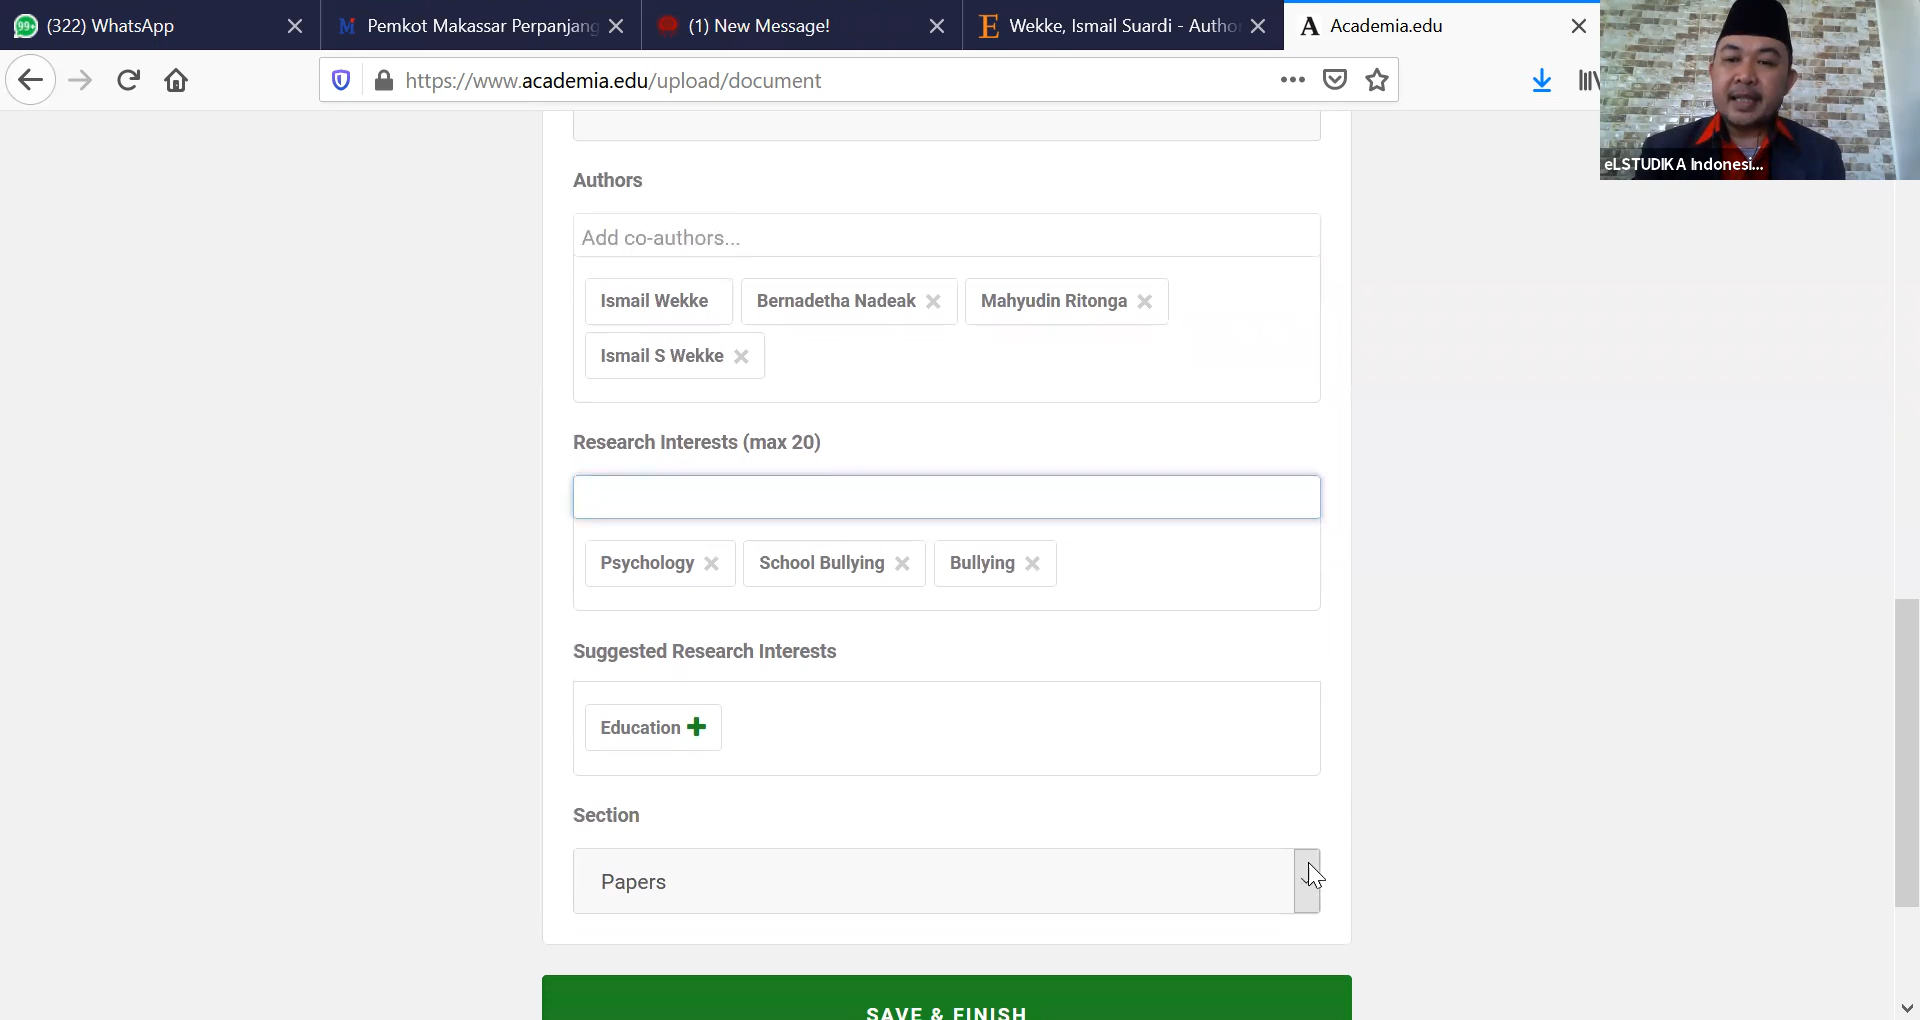 99+ (322) WhatsApp
Pemkot Makassar Perpanjang
(1) New Message!
E Wekke, Ismail Suardi - Autho
A Academia.edu
https://www.academia.edu/upload/document
eLSTUDIKA Indonesi...
Authors
Add co-authors...
Ismail Wekke
Bernadetha Nadeak
Mahyudin Ritonga
Ismail S Wekke
Research Interests (max 20)
Psychology
School Bullying
Bullying
Suggested Research Interests
Education
Section
Papers
SAVE & FINISH